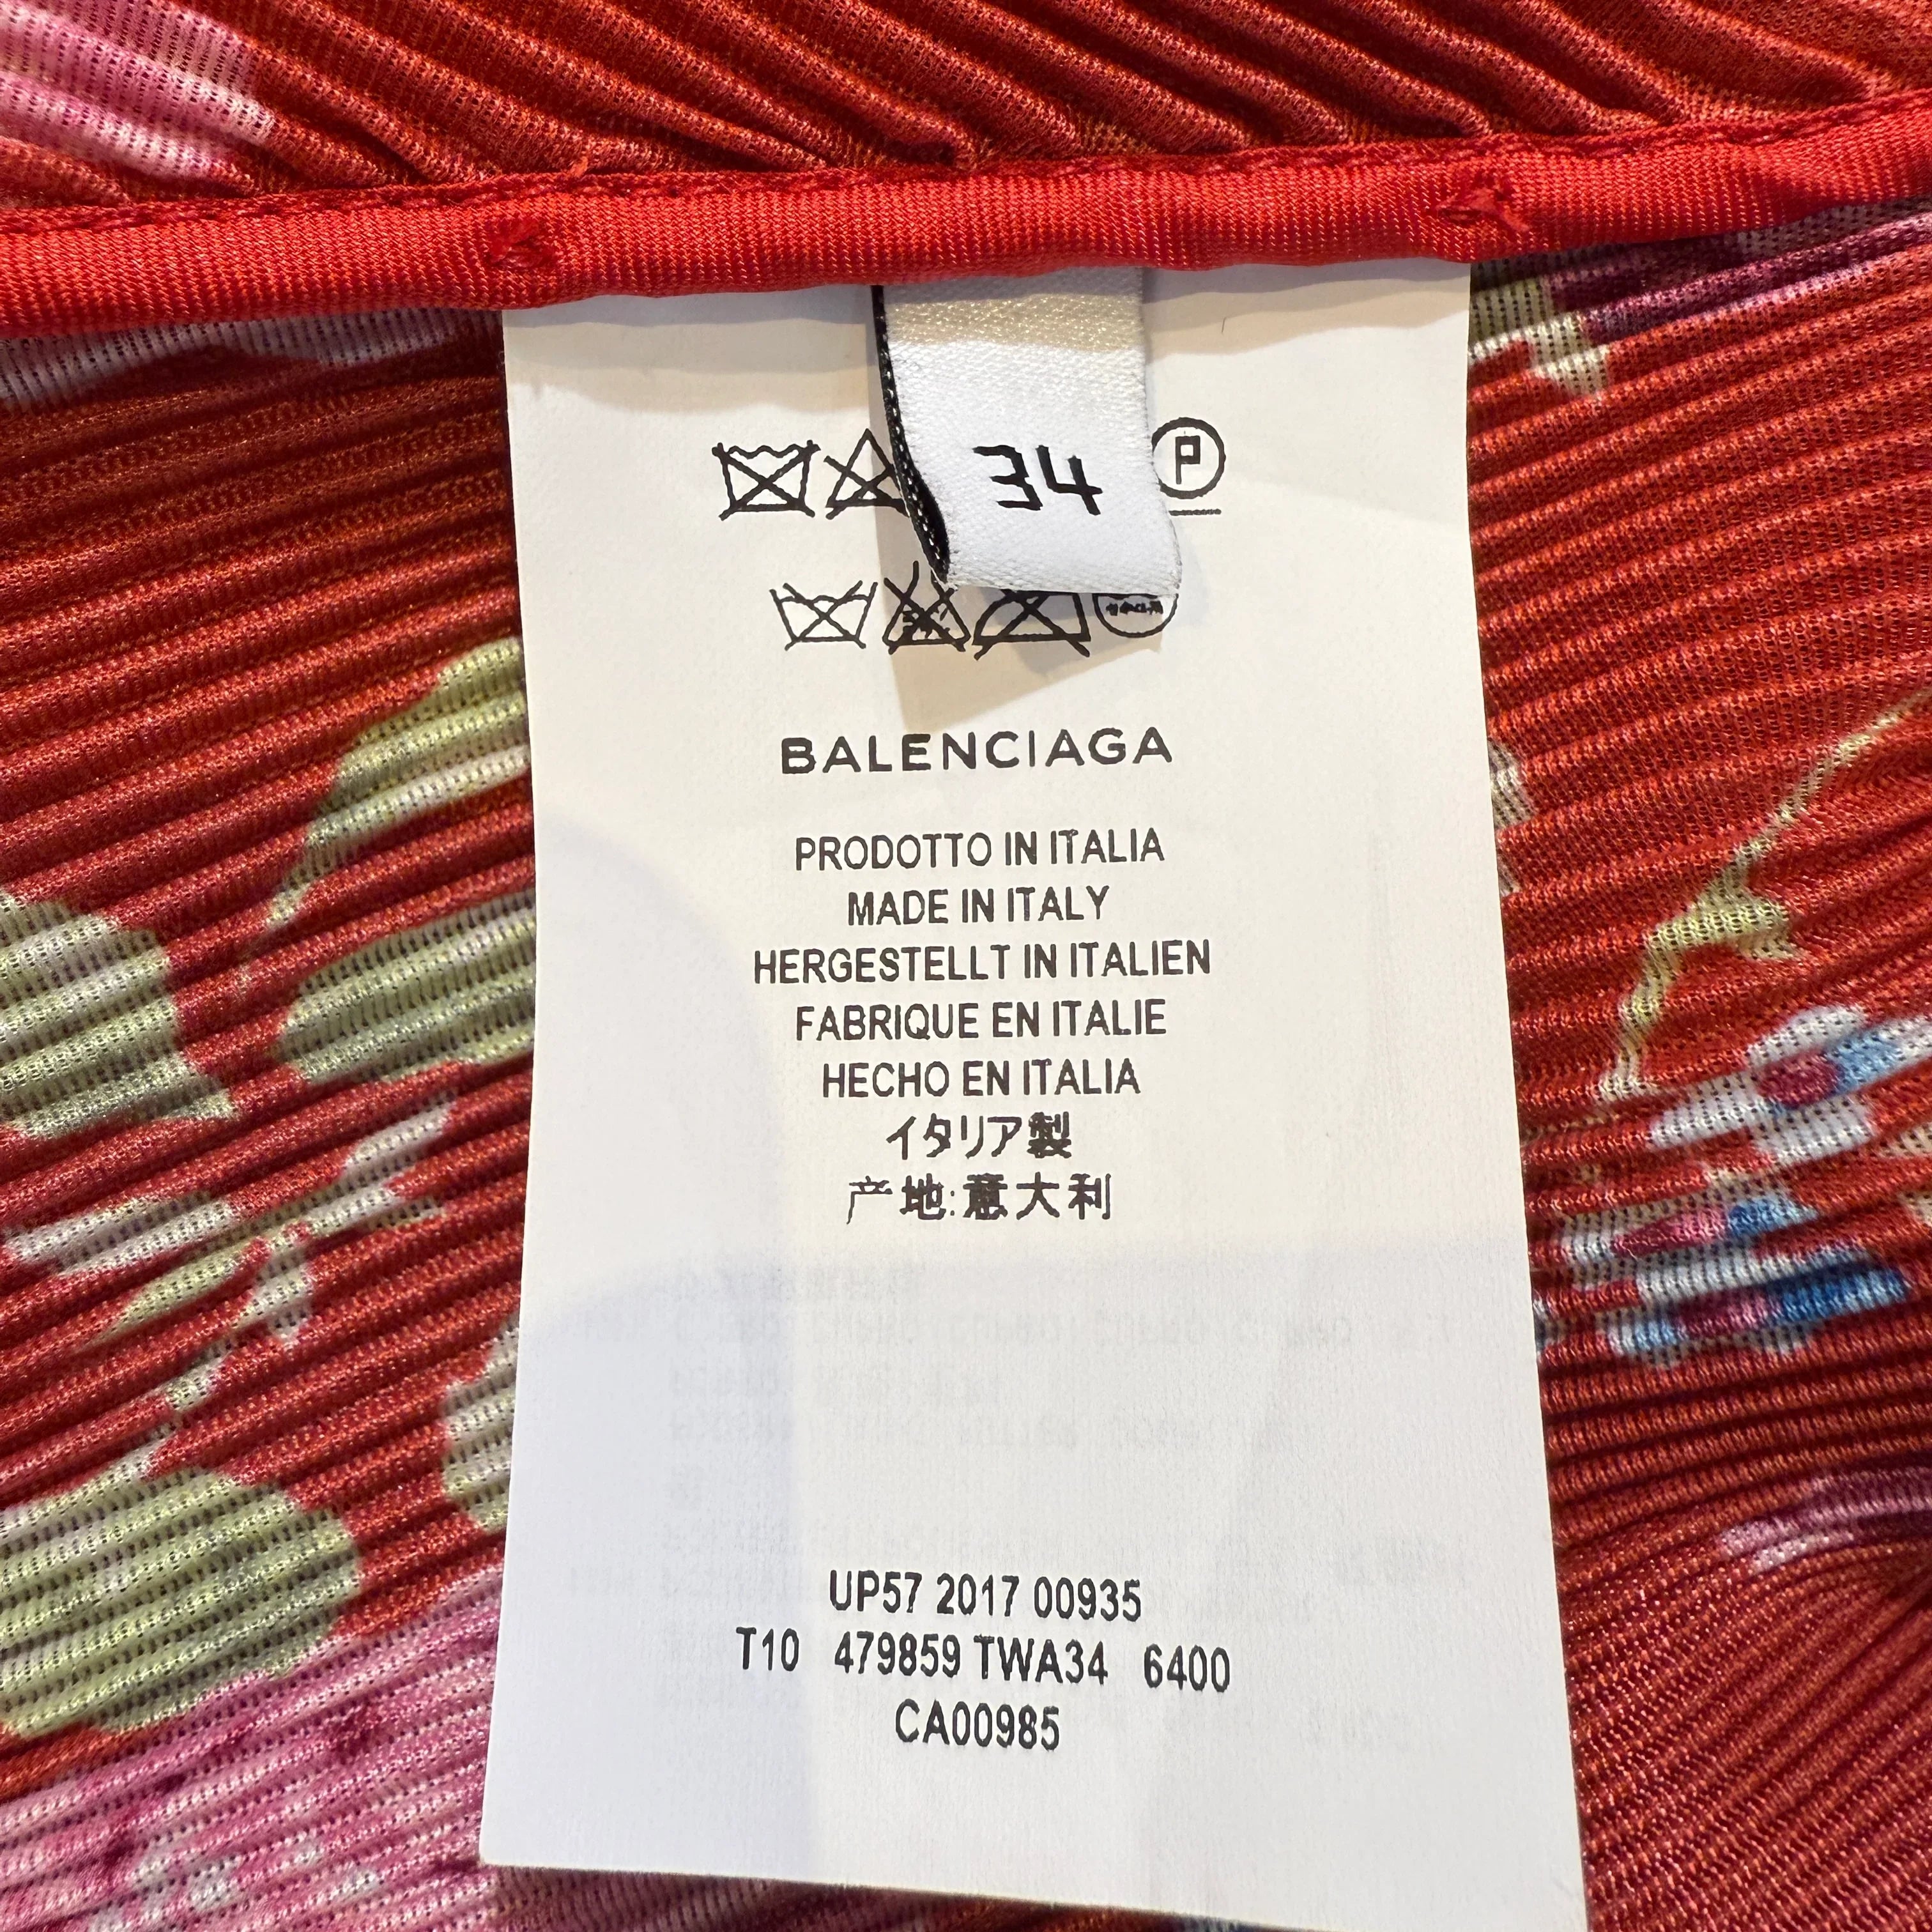 34
P
BALENCIAGA
PRODOTTO IN ITALIA
MADE IN ITALY
HERGESTELLT IN ITALIEN
FABRIQUE EN ITALIE
HECHO EN ITALIA
イタリア製
产地:意大利
UP57 2017 00935
T10 479859 TWA34 6400
CA00985